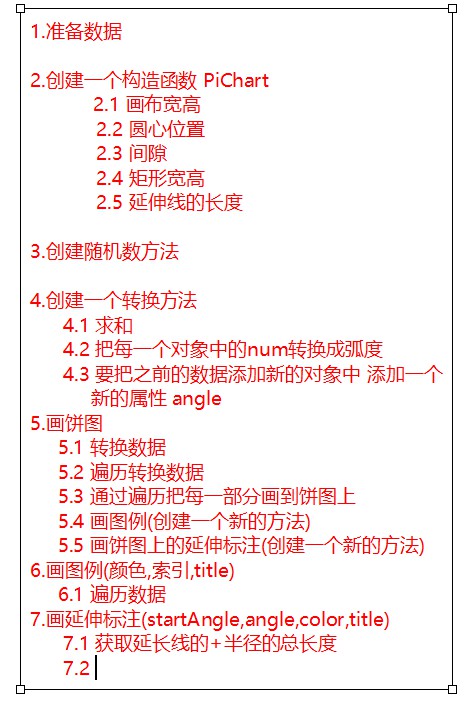 1.准备数据
2.创建一个构造函数 PiChart
2.1 画布宽高
2.2 圆心位置
2.3 间隙
2.4 矩形宽高
2.5 延伸线的长度
3.创建随机数方法
4.创建一个转换方法
4.1 求和
4.2 把每一个对象中的num转换成弧度
4.3 要把之前的数据添加新的对象中 添加一个
新的属性 angle
5.画饼图
5.1 转换数据
5.2 遍历转换数据
5.3 通过遍历把每一部分画到饼图上
5.4 画图例(创建一个新的方法)
5.5 画饼图上的延伸标注(创建一个新的方法)
6.画图例(颜色,索引,title)
6.1 遍历数据
7.画延伸标注(startAngle,angle,color,title)
7.1 获取延长线的+半径的总长度
7.2